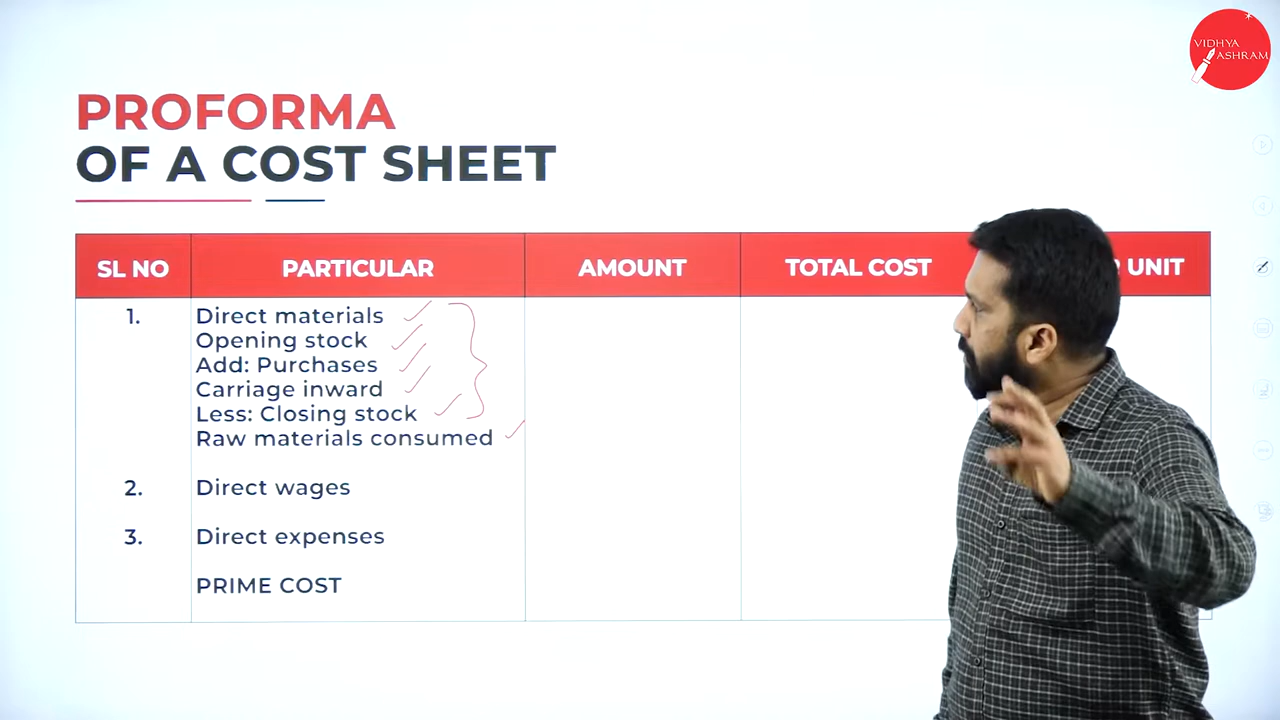 VIDHYA
ASHRAM
PROFORMA
OF A COST SHEET
SL NO PARTICULAR AMOUNT TOTAL COST UNIT
1. Direct materials
Opening stock
Add: Purchases
Carriage inward
Less: Closing stock
Raw materials consumed
2. Direct wages
3. Direct expenses
PRIME COST